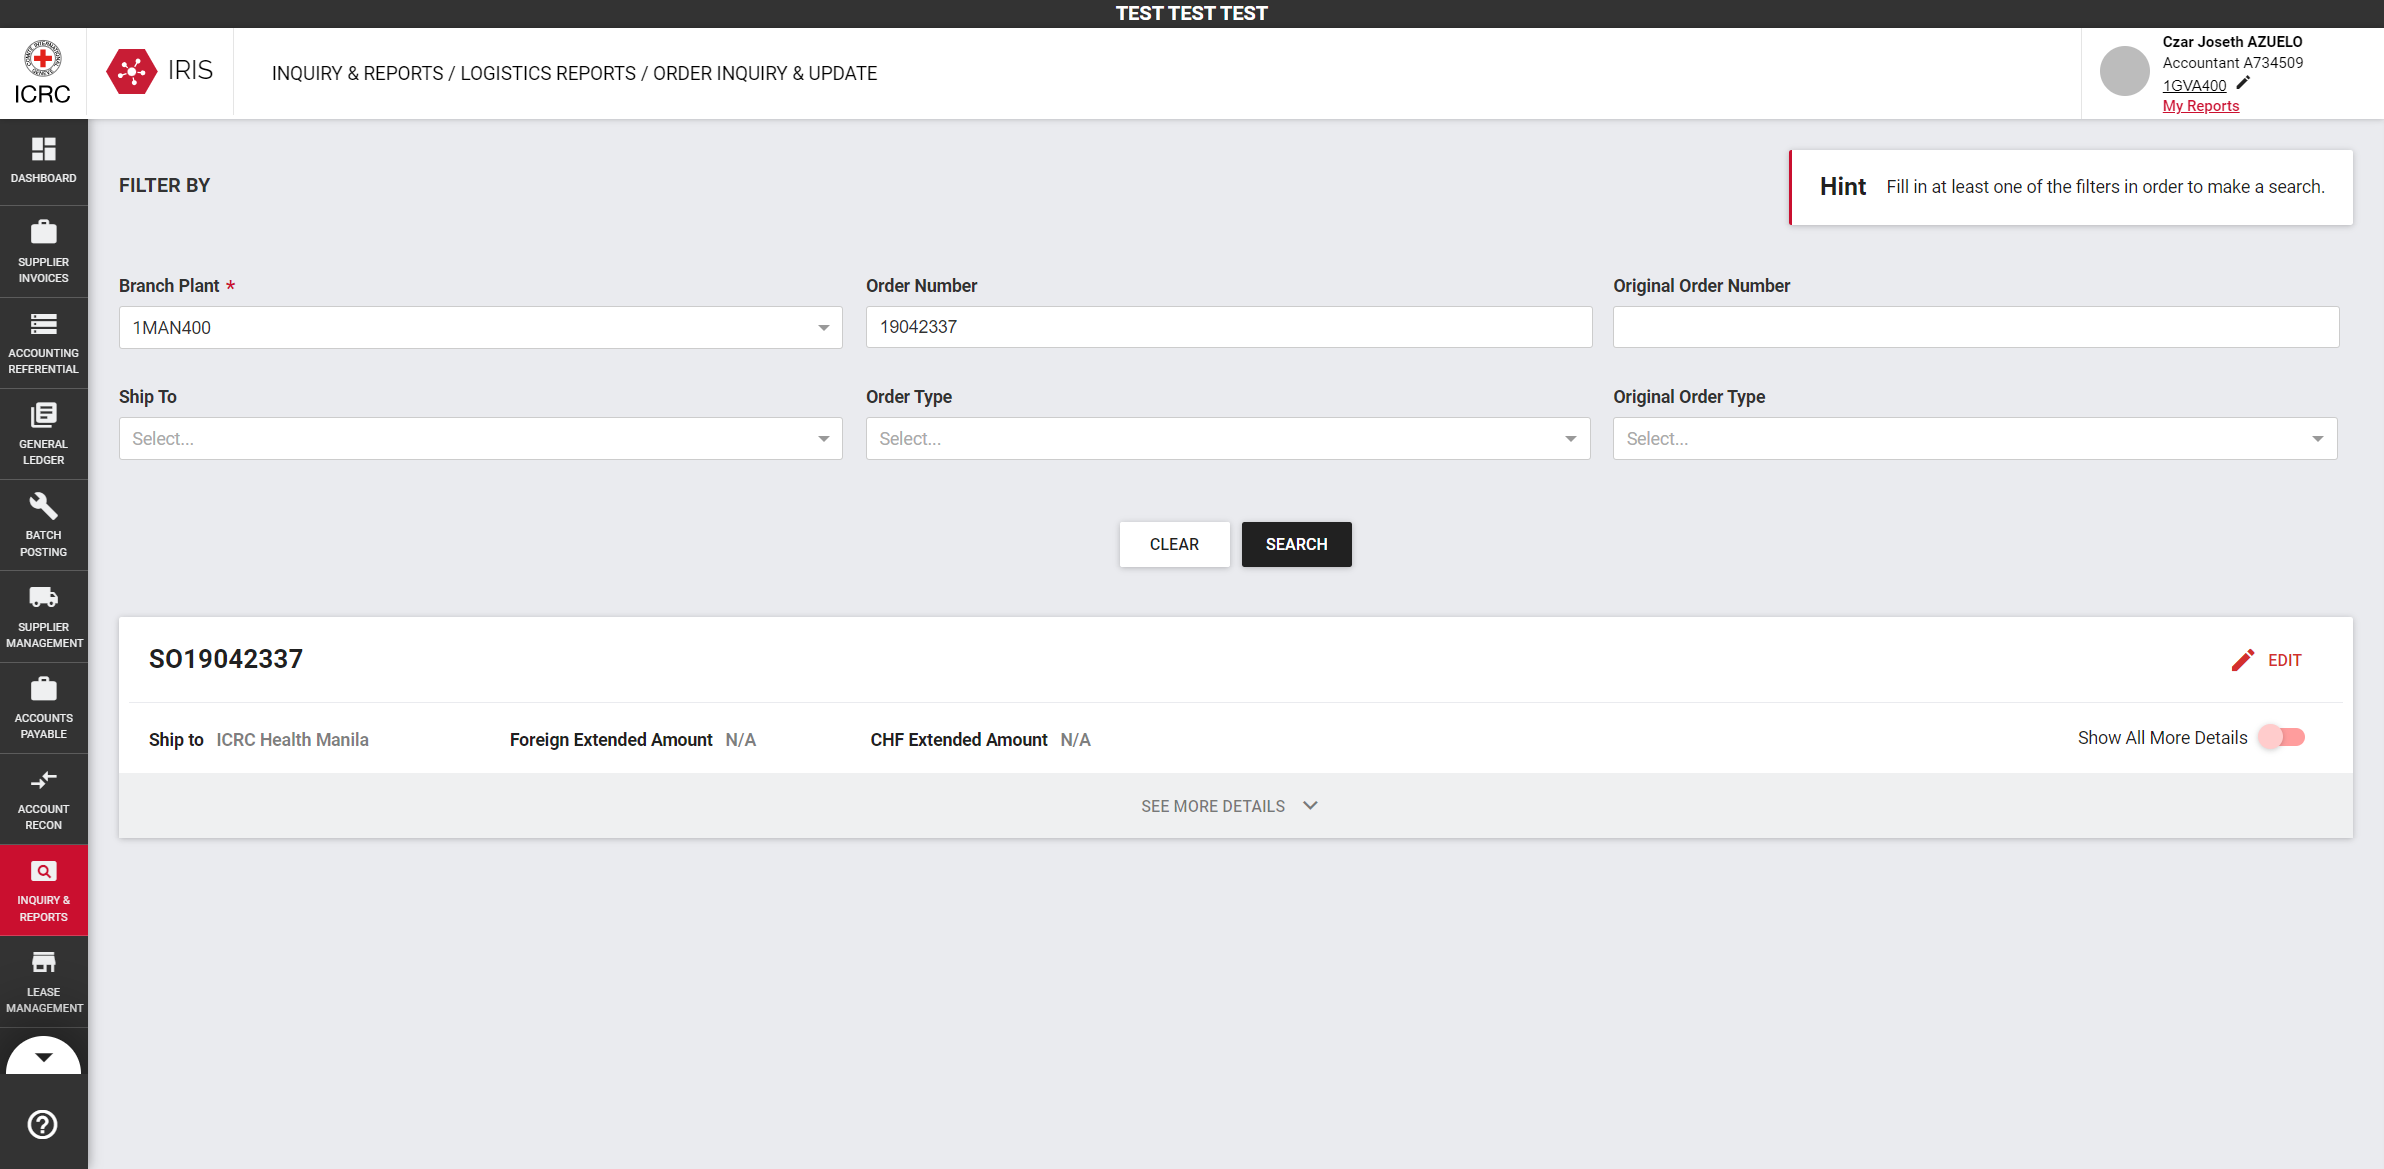 TEST TEST TEST
ICRC
IRIS
INQUIRY & REPORTS / LOGISTICS REPORTS / ORDER INQUIRY & UPDATE
Czar Joseth AZUELO
Accountant A734509
1GVA400
My Reports
DASHBOARD
SUPPLIER
INVOICES
ACCOUNTING
REFERENTIAL
GENERAL
LEDGER
BATCH
POSTING
SUPPLIER
MANAGEMENT
ACCOUNTS
PAYABLE
ACCOUNT
RECON
INQUIRY &
REPORTS
LEASE
MANAGEMENT
FILTER BY
Hint Fill in at least one of the filters in order to make a search.
Branch Plant *
1MAN400
Order Number
19042337
Original Order Number
Ship To
Select...
Order Type
Select...
Original Order Type
Select...
CLEAR
SEARCH
SO19042337
EDIT
Ship to ICRC Health Manila
Foreign Extended Amount N/A
CHF Extended Amount N/A
Show All More Details
SEE MORE DETAILS